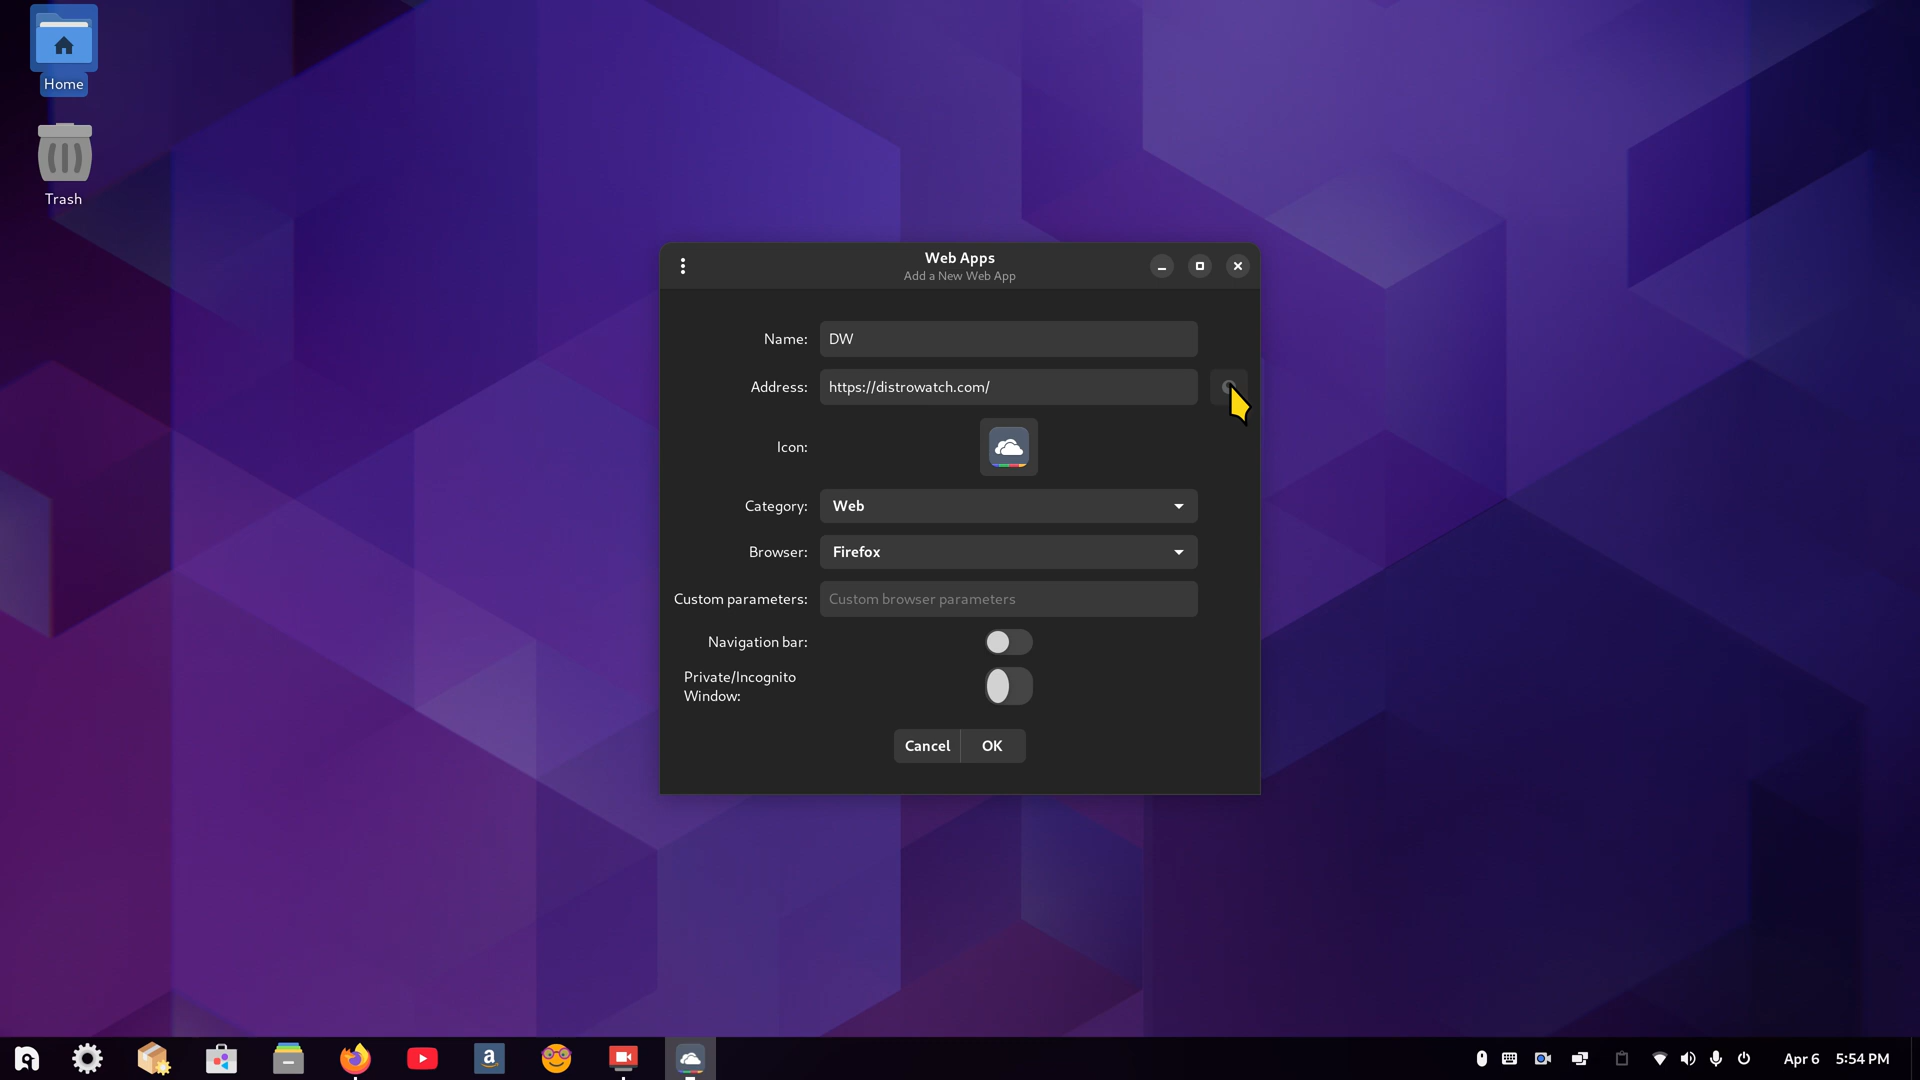 Home
Trash
Web Apps
Add a New Web App
Name: DW
Address: https://distrowatch.com/
Icon:
Category: Web
Browser: Firefox
Custom parameters: Custom browser parameters
Navigation bar:
Private/Incognito
Window:
Cancel OK
a
Apr 6 5:54 PM